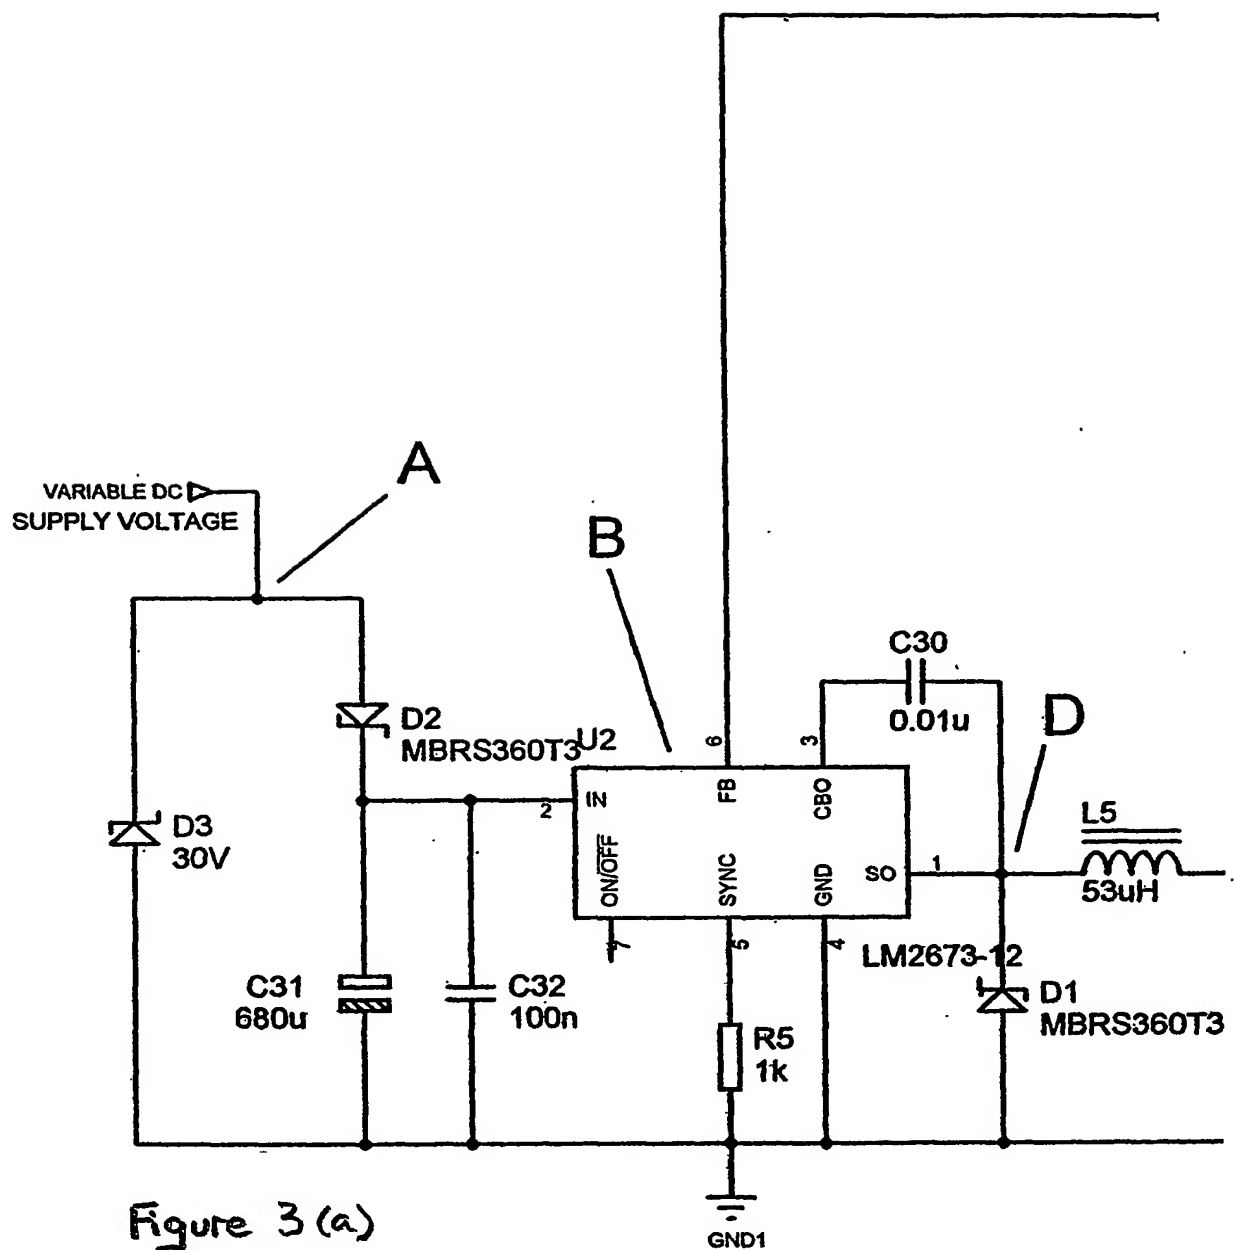 A
VARIABLE DC
SUPPLY VOLTAGE
B
C30
0.01u
D
D2
MBRS360T3
U2
6
3
IN
FB
CBO
2
D3
30V
L5
53uH
ON/OFF
SYNC
GND
SO
1
7
5
4
LM2673-12
C31
680u
C32
100n
D1
MBRS360T3
R5
1k
Figure 3 (a)
GND1